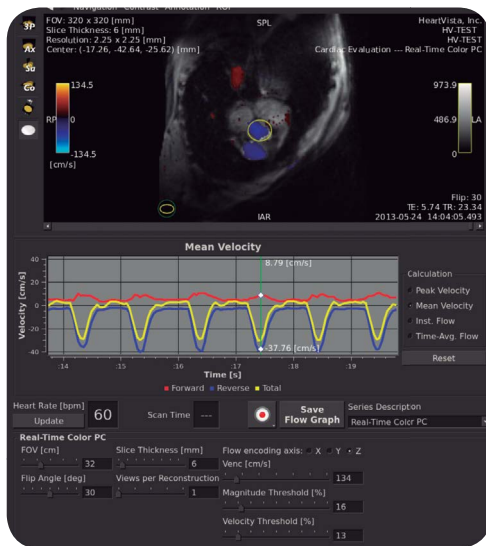 Navigation Contrast Annotation ROI
FOV: 320 x 320 [mm]
Slice Thickness: 6 [mm]
Resolution: 2.25 x 2.25 [mm]
Center: (-17.26, -42.64, -25.62) [mm]
SPL
HeartVista, Inc.
HV-TEST
HV-TEST
Cardiac Evaluation --- Real-Time Color PC
3P
Ax
Sa
Co
134.5
RP
0
-134.5
[cm/s]
973.9
486.9
LA
0
Flip: 30
TE: 5.74 TR: 23.34
2013-05-24 14:04:05.493
IAR
Mean Velocity
Velocity [cm/s]
40
20
0
-20
-40
8.79 [cm/s]
-37.76 [cm/s]
:14 :15 :16 :17 :18 :19
Time [s]
Forward Reverse Total
Calculation
Peak Velocity
Mean Velocity
Inst. Flow
Time-Avg. Flow
Reset
Heart Rate [bpm]
Update
60
Scan Time
---
Save
Flow Graph
Series Description
Real-Time Color PC
Real-Time Color PC
FOV [cm]
32
Slice Thickness [mm]
6
Flow encoding axis: X Y Z
Venc [cm/s]
134
Flip Angle [deg]
30
Views per Reconstruction
1
Magnitude Threshold [%]
16
Velocity Threshold [%]
13